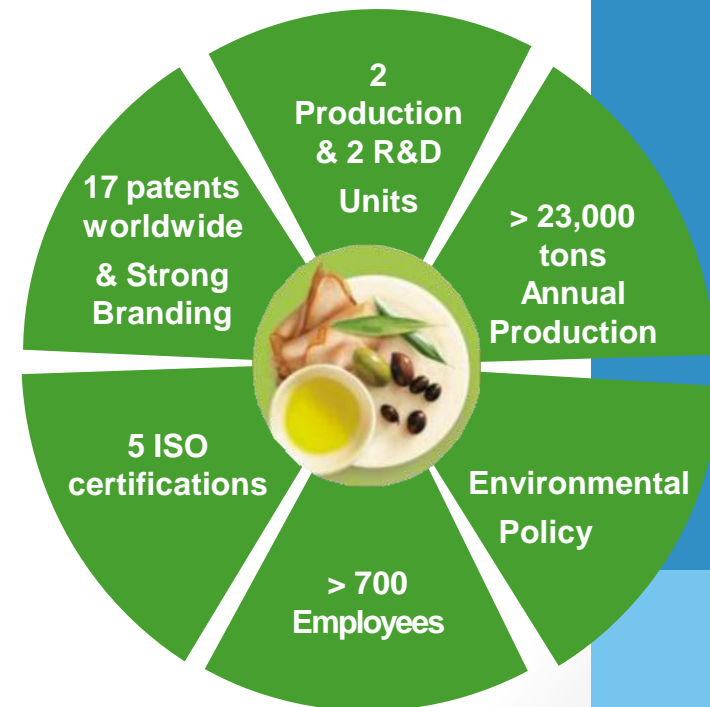 2
Production
& 2 R&D
Units
> 23,000
tons
Annual
Production
Environmental
Policy
> 700
Employees
5 ISO
certifications
17 patents
worldwide
& Strong
Branding